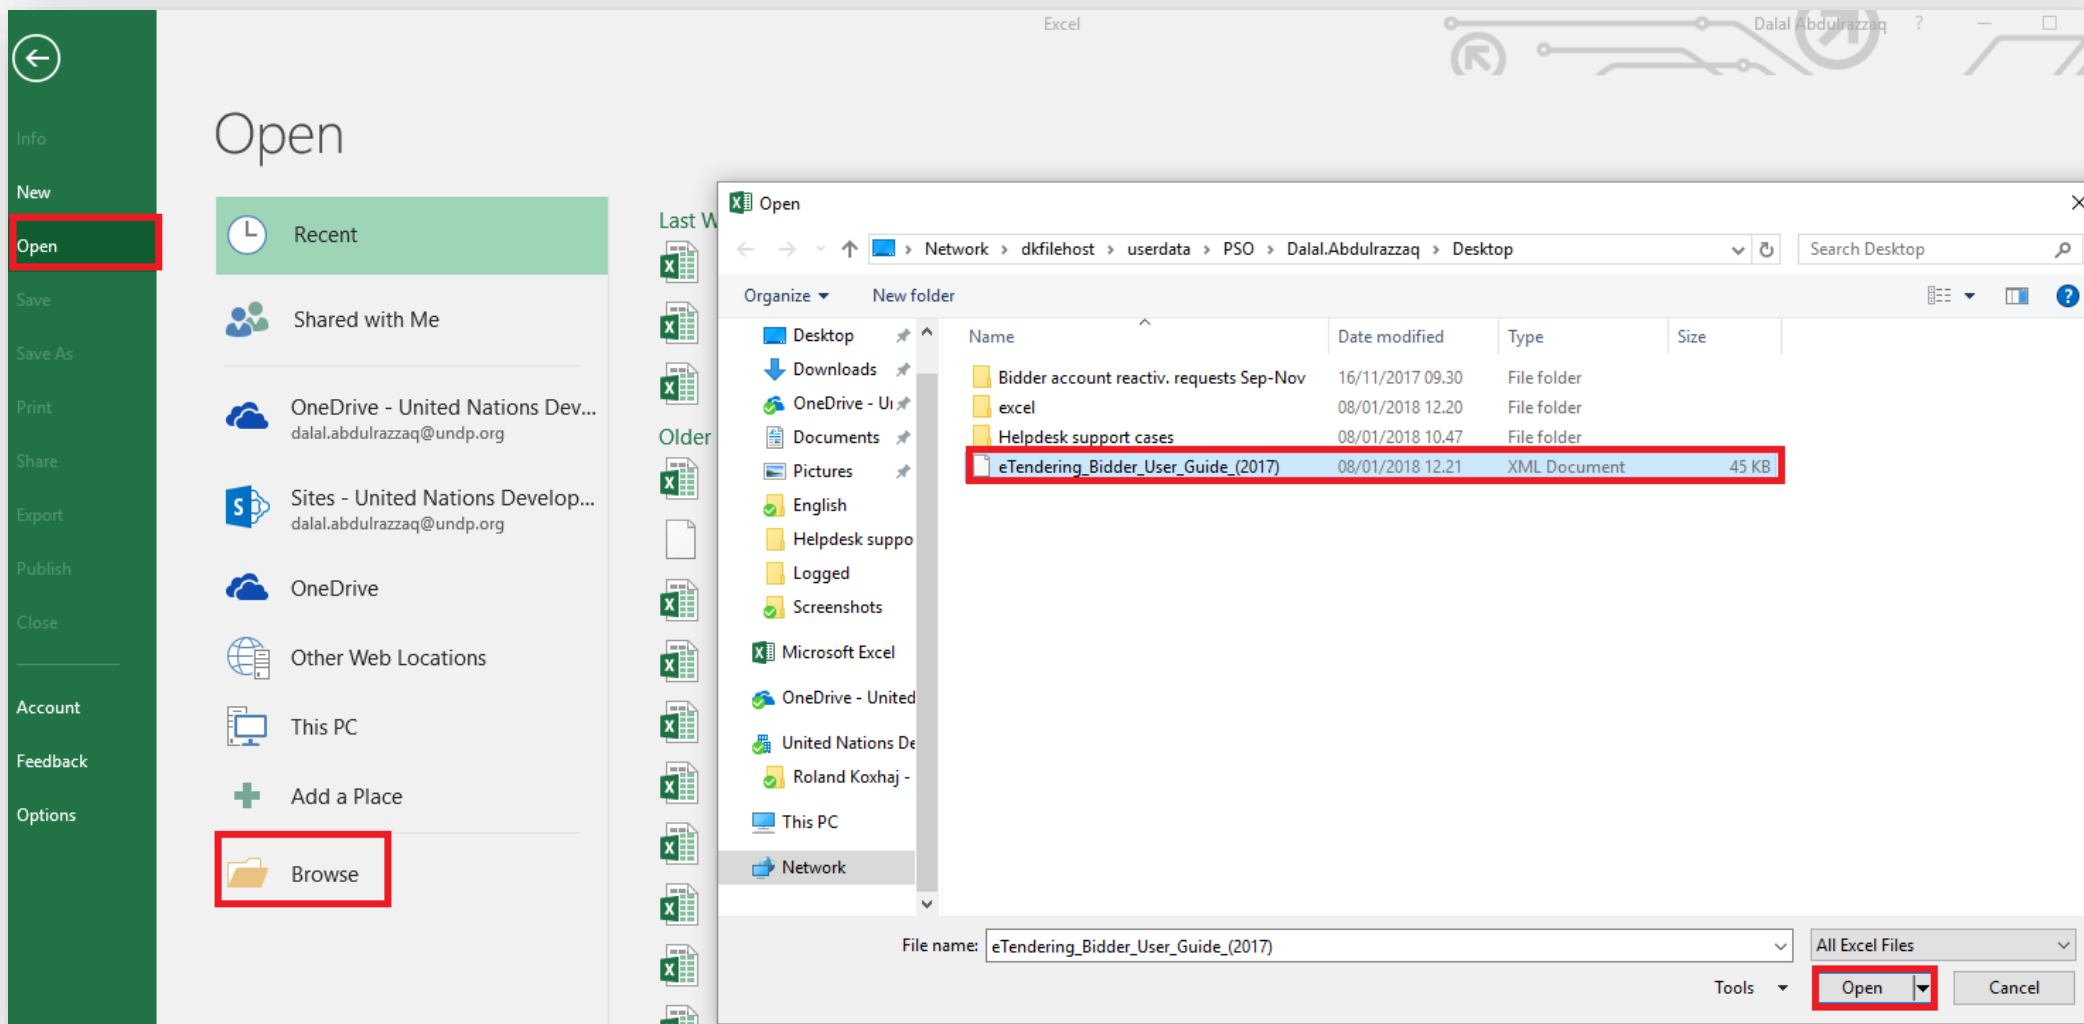 Excel
Dalal Abdulrazzaq ?
Info
New
Open
Save
Save As
Print
Share
Export
Publish
Close
Account
Feedback
Options
Open
Recent
Shared with Me
OneDrive - United Nations Dev...
dalal.abdulrazzaq@undp.org
Sites - United Nations Develop...
dalal.abdulrazzaq@undp.org
OneDrive
Other Web Locations
This PC
Add a Place
Browse
Last W
Older
Open
Network > dkfilehost > userdata > PSO > Dalal.Abdulrazzaq > Desktop
Search Desktop
Organize New folder
?
Desktop
Downloads
OneDrive - Ur
Documents
Pictures
English
Helpdesk suppo
Logged
Screenshots
Microsoft Excel
OneDrive - United
United Nations De
Roland Koxhaj -
This PC
Network
Name Date modified Type Size
Bidder account reactiv. requests Sep-Nov 16/11/2017 09.30 File folder
excel 08/01/2018 12.20 File folder
Helpdesk support cases 08/01/2018 10.47 File folder
eTendering_Bidder_User_Guide_(2017) 08/01/2018 12.21 XML Document 45 KB
File name: eTendering_Bidder_User_Guide_(2017) All Excel Files
Tools Open Cancel